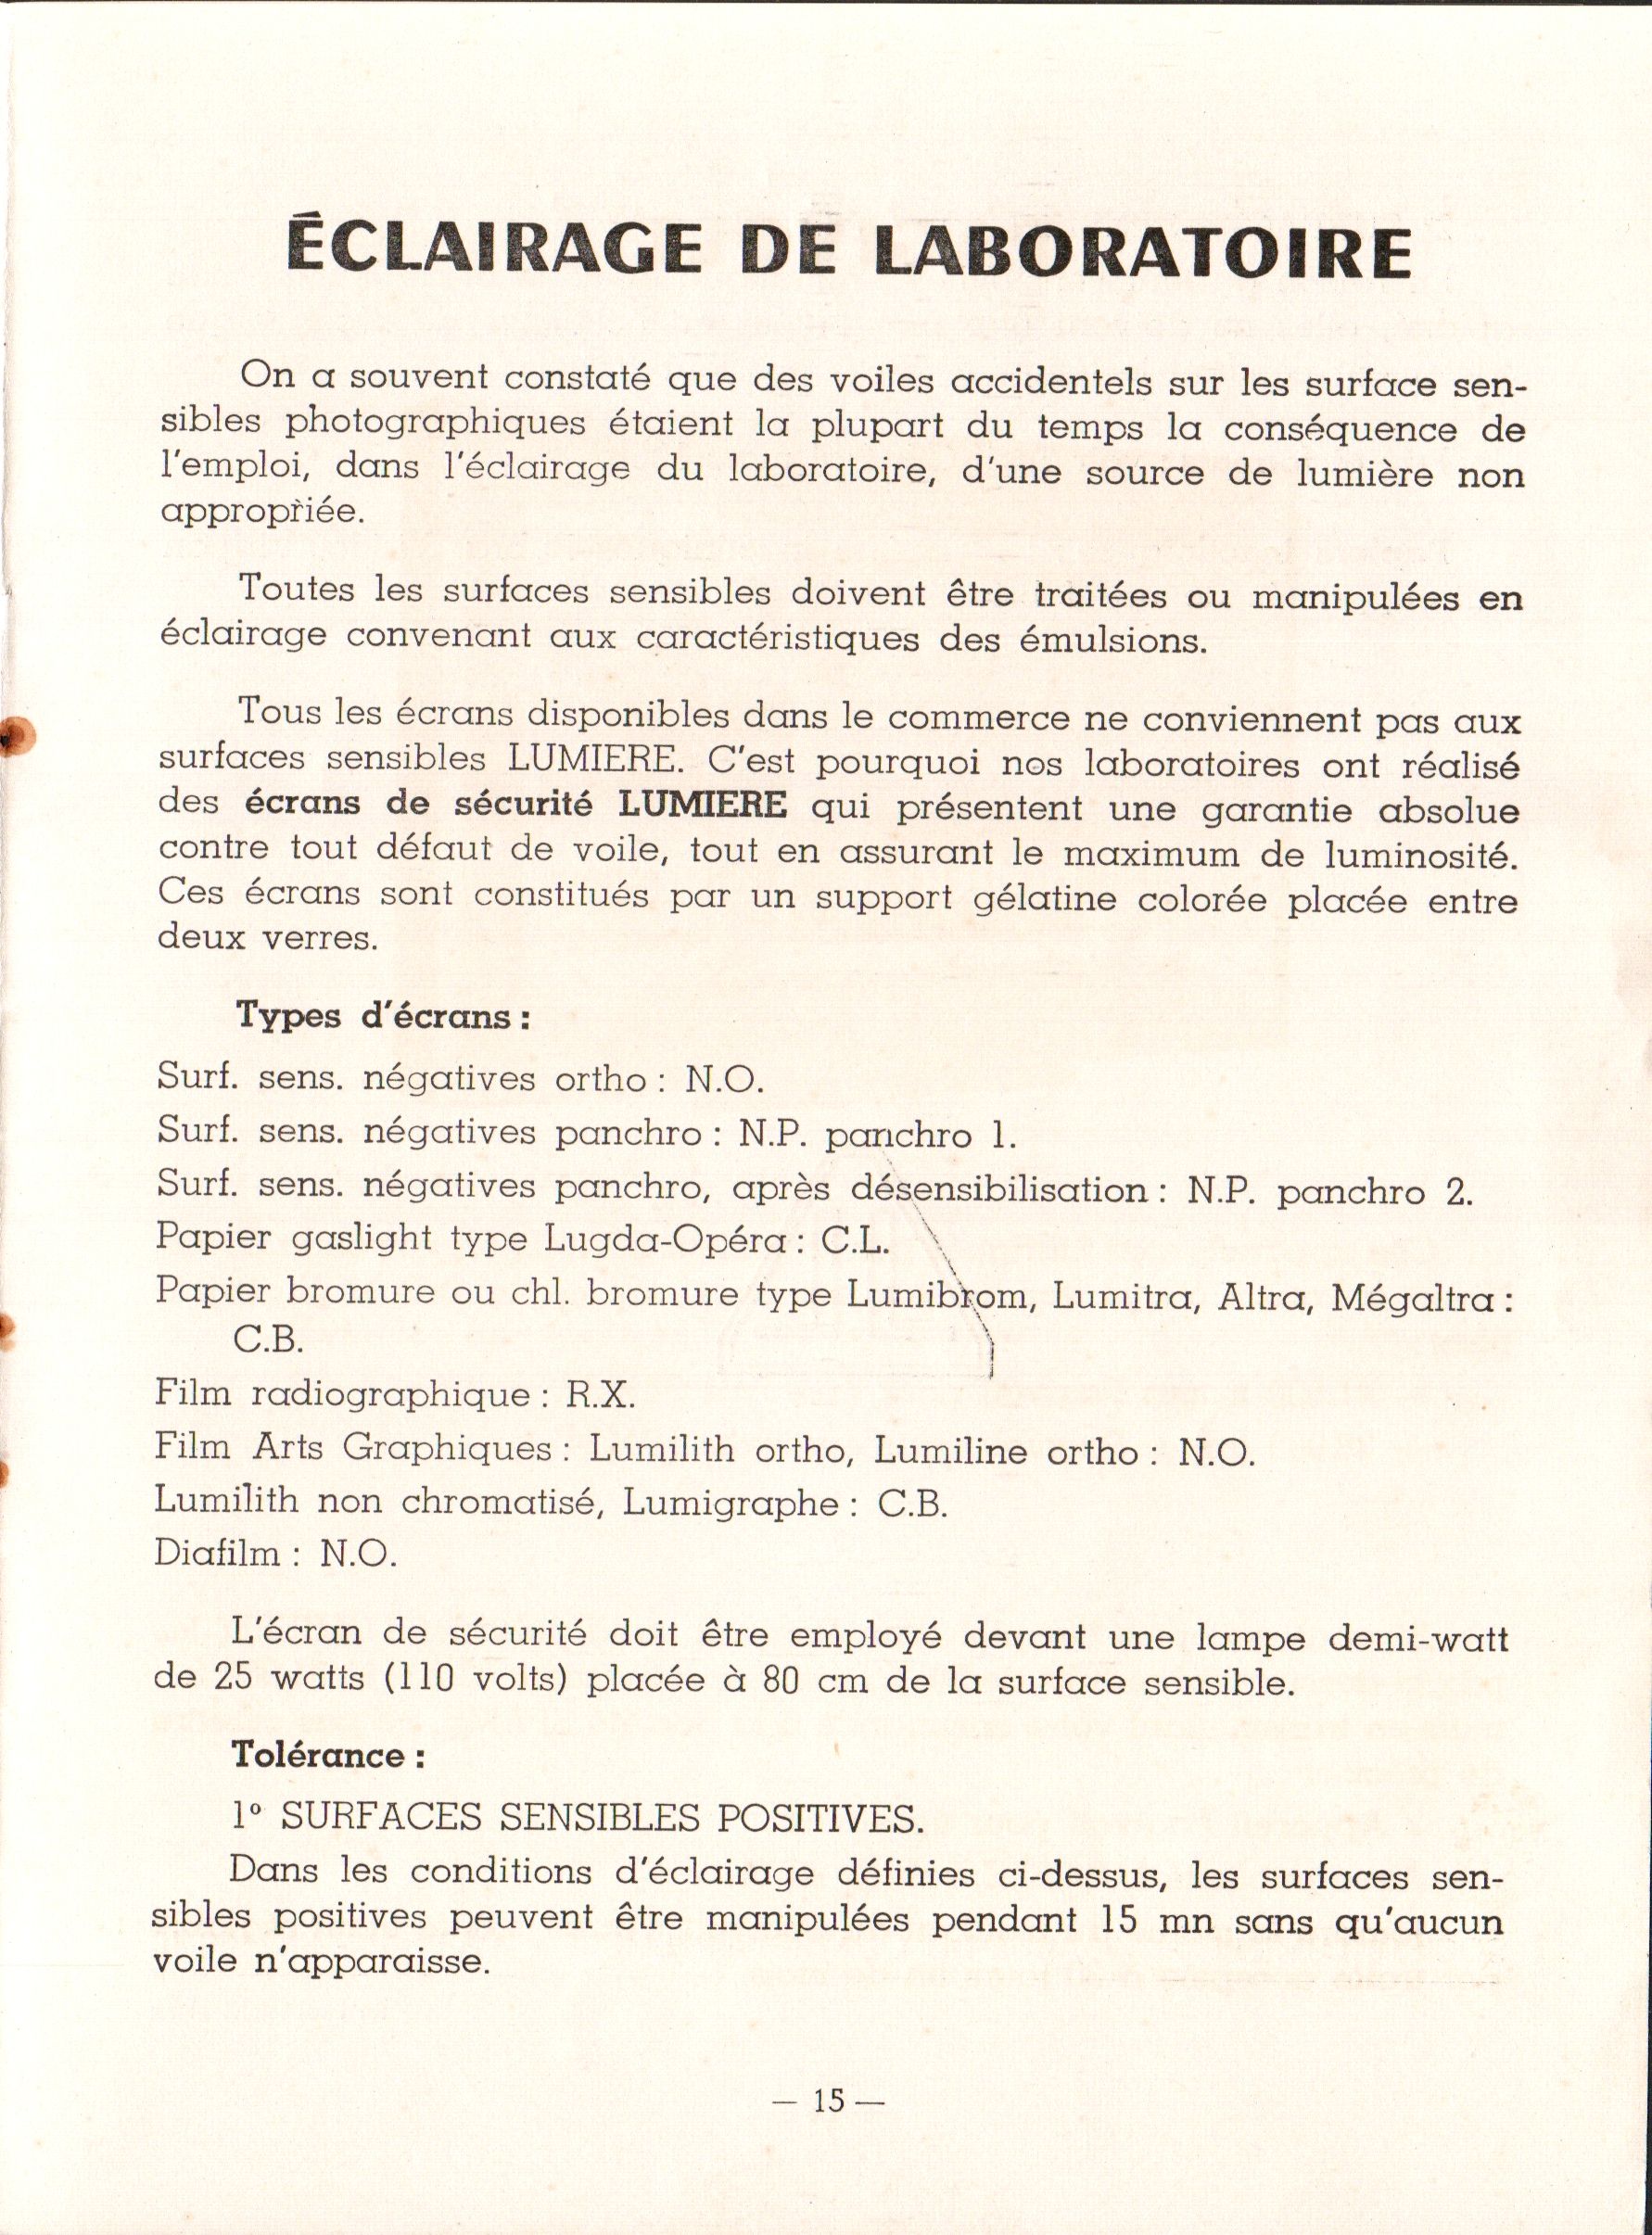 ÉCLAIRAGE DE LABORATOIRE
On a souvent constaté que des voiles accidentels sur les surface sen-
sibles photographiques étaient la plupart du temps la conséquence de
l'emploi, dans l'éclairage du laboratoire, d'une source de lumière non
appropriée.
Toutes les surfaces sensibles doivent être traitées ou manipulées en
éclairage convenant aux caractéristiques des émulsions.
Tous les écrans disponibles dans le commerce ne conviennent pas aux
surfaces sensibles LUMIERE. C'est pourquoi nos laboratoires ont réalisé
des écrans de sécurité LUMIERE qui présentent une garantie absolue
contre tout défaut de voile, tout en assurant le maximum de luminosité.
Ces écrans sont constitués par un support gélatine colorée placée entre
deux verres.
Types d'écrans :
Surf. sens. négatives ortho : N.O.
Surf. sens. négatives panchro : N.P. panchro 1.
Surf. sens. négatives panchro, après désensibilisation : N.P. panchro 2.
Papier gaslight type Lugda-Opéra : C.L.
Papier bromure ou chl. bromure type Lumibrom, Lumitra, Altra, Mégaltra :
C.B.
Film radiographique : R.X.
Film Arts Graphiques : Lumilith ortho, Lumiline ortho : N.O.
Lumilith non chromatisé, Lumigraphe : C.B.
Diafilm : N.O.
L'écran de sécurité doit être employé devant une lampe demi-watt
de 25 watts (110 volts) placée à 80 cm de la surface sensible.
Tolérance :
1° SURFACES SENSIBLES POSITIVES.
Dans les conditions d'éclairage définies ci-dessus, les surfaces sen-
sibles positives peuvent être manipulées pendant 15 mn sans qu'aucun
voile n'apparaisse.
— 15 —